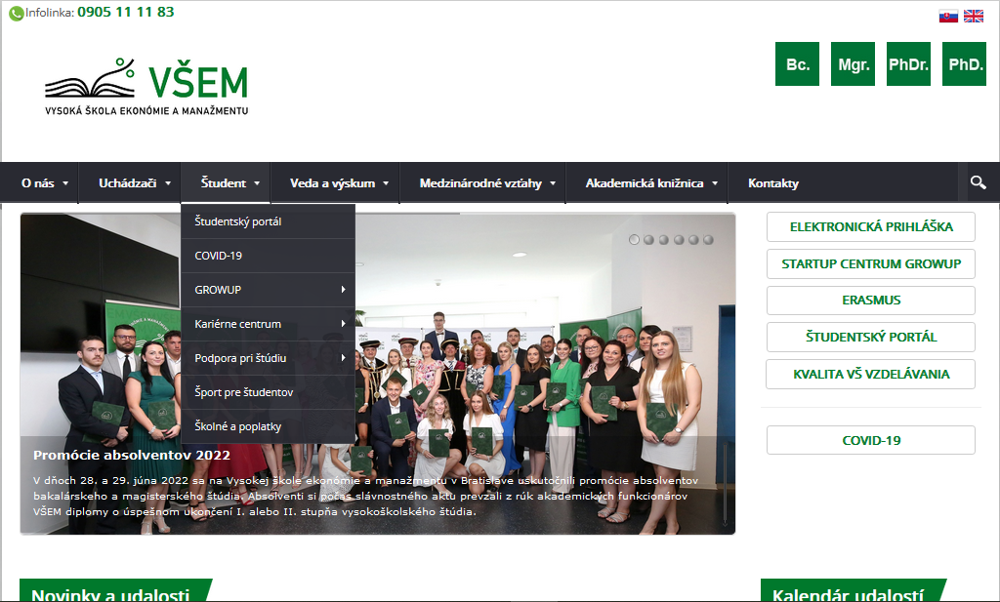 Infolinka: 0905 11 11 83
Bc.
Mgr.
PhDr.
PhD.
VŠEM
VYSOKÁ ŠKOLA EKONÓMIE A MANAŽMENTU
O nás
Uchádzači
Študent
Veda a výskum
Medzinárodné vzťahy
Akademická knižnica
Kontakty
Študentský portál
COVID-19
GROWUP
Kariérne centrum
Podpora pri štúdiu
Šport pre študentov
Školné a poplatky
Promócie absolventov 2022
V dňoch 28. a 29. júna 2022 sa na Vysokej škole ekonómie a manažmentu v Bratislave uskutočnili promócie absolventov
bakalárskeho a magisterského štúdia. Absolventi si počas slávnostného aktu prevzali z rúk akademických funkcionárov
VŠEM diplomy o úspešnom ukončení I. alebo II. stupňa vysokoškolského štúdia.
ELEKTRONICKÁ PRIHLÁŠKA
STARTUP CENTRUM GROWUP
ERASMUS
ŠTUDENTSKÝ PORTÁL
KVALITA VŠ VZDELÁVANIA
COVID-19
Novinky a udalosti
Kalendár udalostí